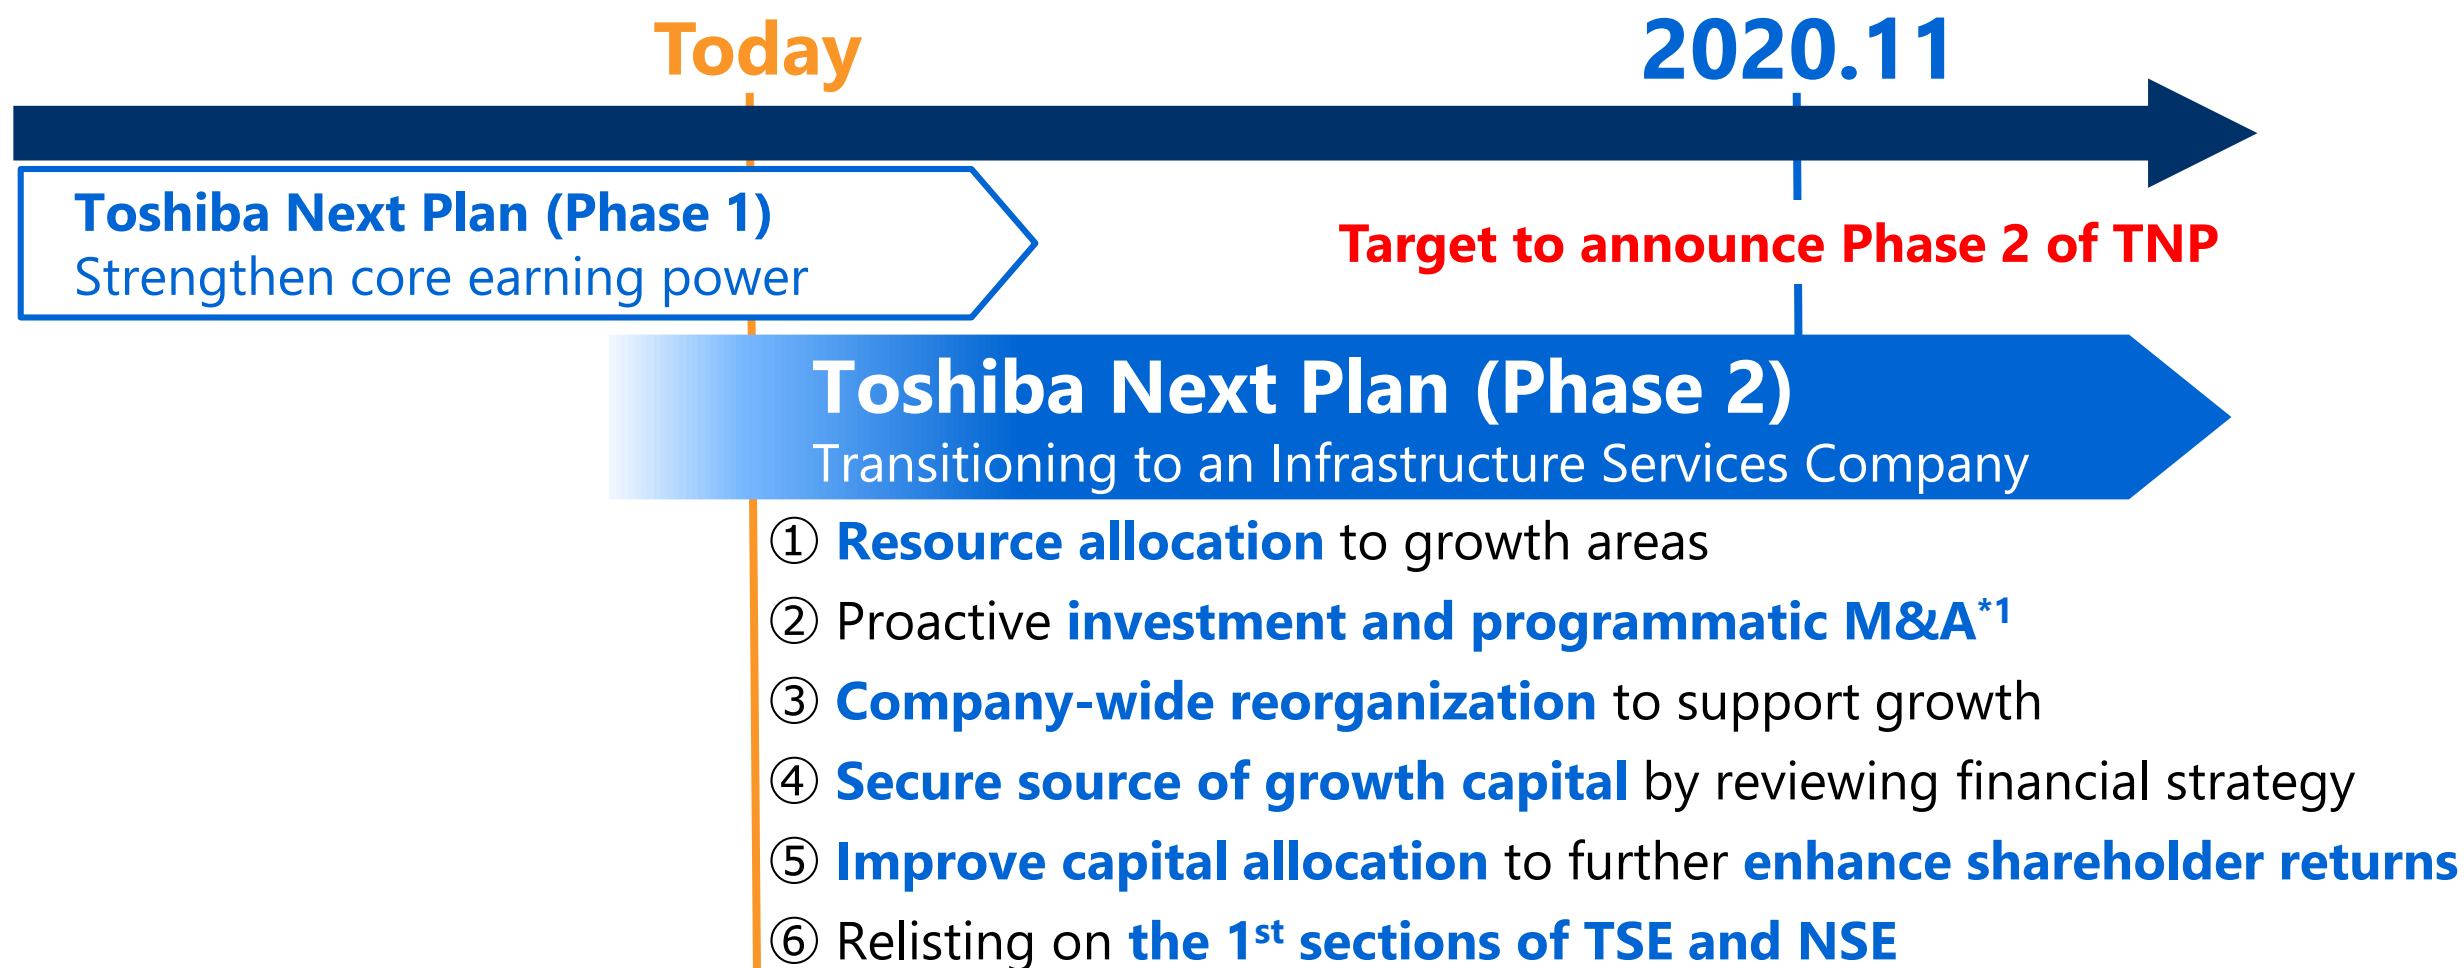 Today
2020.11
Toshiba Next Plan (Phase 1)
Strengthen core earning power
Target to announce Phase 2 of TNP
Toshiba Next Plan (Phase 2)
Transitioning to an Infrastructure Services Company
① Resource allocation to growth areas
② Proactive investment and programmatic M&A*1
③ Company-wide reorganization to support growth
④ Secure source of growth capital by reviewing financial strategy
⑤ Improve capital allocation to further enhance shareholder returns
⑥ Relisting on the 1st sections of TSE and NSE